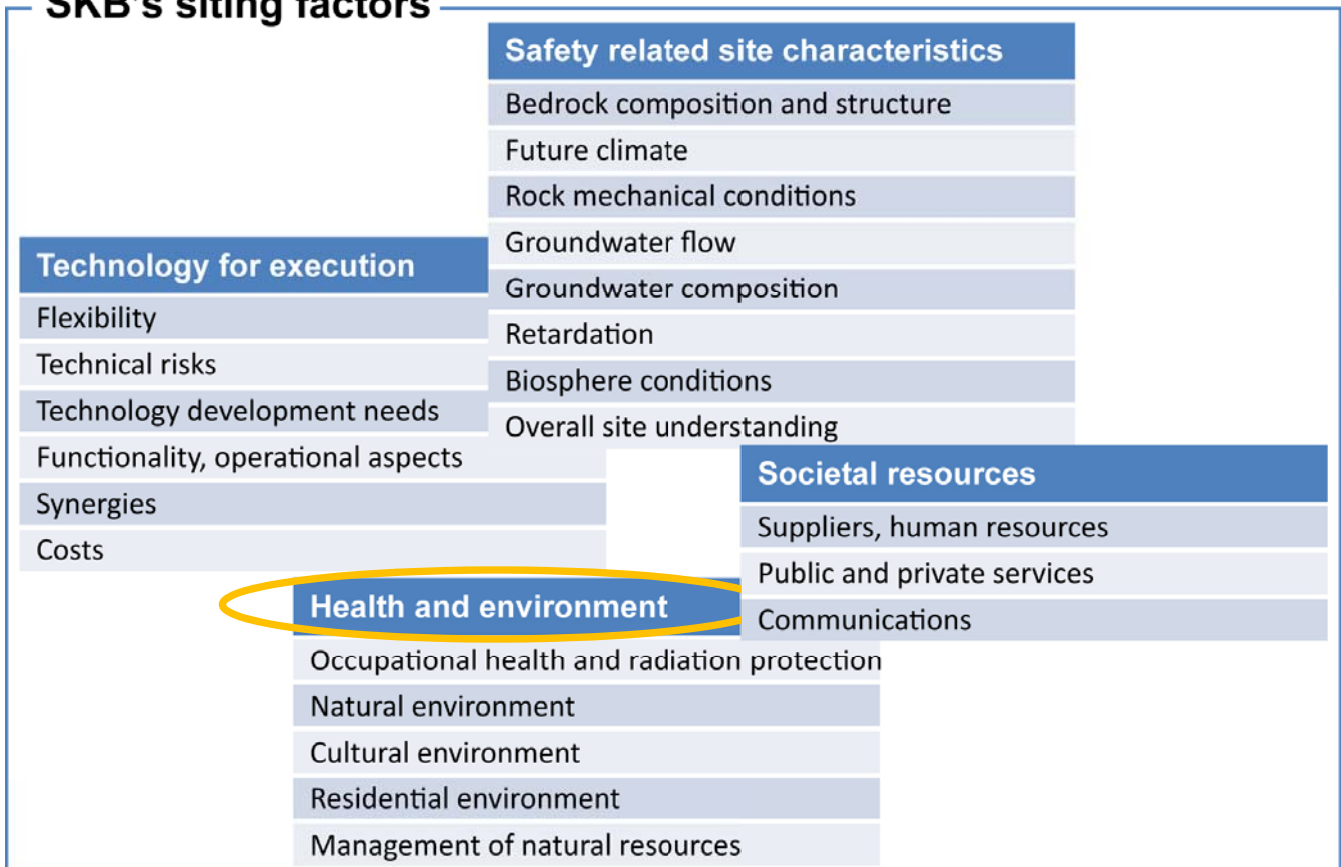 SKB's siting factors
Safety related site characteristics
Bedrock composition and structure
Future climate
Rock mechanical conditions
Groundwater flow
Groundwater composition
Retardation
Biosphere conditions
Overall site understanding
Technology for execution
Flexibility
Technical risks
Technology development needs
Functionality, operational aspects
Synergies
Costs
Societal resources
Suppliers, human resources
Public and private services
Communications
Health and environment
Occupational health and radiation protection
Natural environment
Cultural environment
Residential environment
Management of natural resources